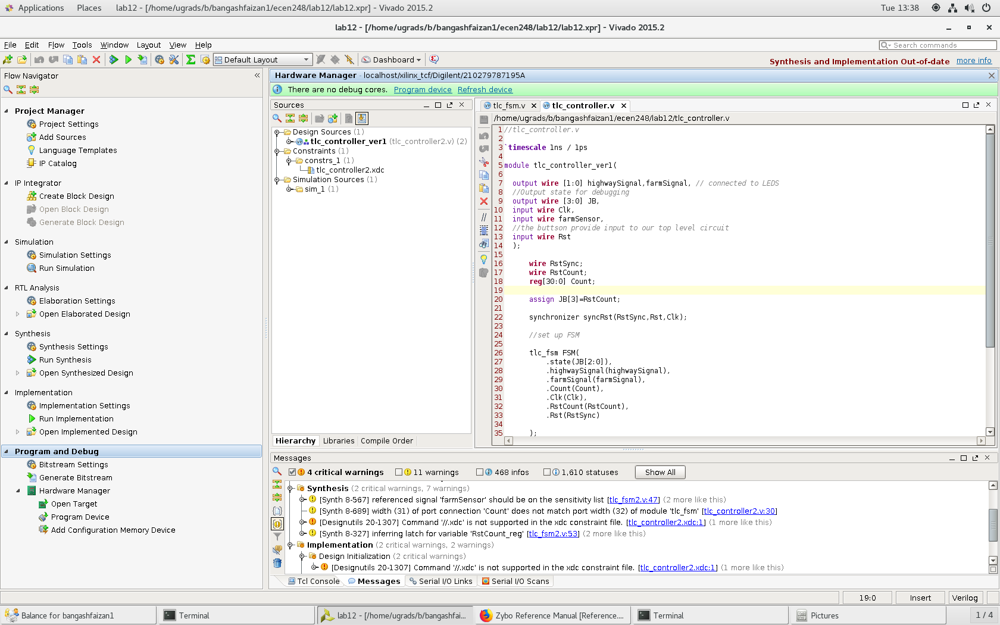 Applications Places lab12 - [/home/ugrads/b/bangashfaizan1/ecen248/lab12/lab12.xpr] - Vivado 2015.2 Tue 13:38
lab12 - [/home/ugrads/b/bangashfaizan1/ecen248/lab12/lab12.xpr] - Vivado 2015.2
File Edit Flow Tools Window Layout View Help Search commands
Default Layout Dashboard Synthesis and Implementation Out-of-date more info
Flow Navigator
Project Manager
Project Settings
Add Sources
Language Templates
IP Catalog
IP Integrator
Create Block Design
Open Block Design
Generate Block Design
Simulation
Simulation Settings
Run Simulation
RTL Analysis
Elaboration Settings
Open Elaborated Design
Synthesis
Synthesis Settings
Run Synthesis
Open Synthesized Design
Implementation
Implementation Settings
Run Implementation
Open Implemented Design
Program and Debug
Bitstream Settings
Generate Bitstream
Hardware Manager
Open Target
Program Device
Add Configuration Memory Device
Hardware Manager - localhost/xilinx_tcf/Digilent/210279787195A
There are no debug cores. Program device Refresh device
Sources
Design Sources (1)
tlc_controller_ver1 (tlc_controller2.v) (2)
Constraints (1)
constrs_1 (1)
tlc_controller2.xdc
Simulation Sources (1)
sim_1 (1)
Hierarchy Libraries Compile Order
tlc_fsm.v tlc_controller.v
/home/ugrads/b/bangashfaizan1/ecen248/lab12/tlc_controller.v
1 //tlc_controller.v
2
3 `timescale 1ns / 1ps
4
5 module tlc_controller_ver1(
6
7 output wire [1:0] highwaySignal,farmSignal, // connected to LEDS
8 //Output state for debugging
9 output wire [3:0] JB,
10 input wire Clk,
11 input wire farmSensor,
12 //the buttson provide input to our top level circuit
13 input wire Rst
14 );
15
16 wire RstSync;
17 wire RstCount;
18 reg[30:0] Count;
19
20 assign JB[3]=RstCount;
21
22 synchronizer syncRst(RstSync,Rst,Clk);
23
24 //set up FSM
25
26 tlc_fsm FSM(
27 .state(JB[2:0]),
28 .highwaySignal(highwaySignal),
29 .farmSignal(farmSignal),
30 .Count(Count),
31 .Clk(Clk),
32 .RstCount(RstCount),
33 .Rst(RstSync)
34
35 );
Messages
4 critical warnings 11 warnings 468 infos 1,610 statuses Show All
Synthesis (2 critical warnings, 7 warnings)
[Synth 8-567] referenced signal 'farmSensor' should be on the sensitivity list [tlc_fsm2.v:47] (2 more like this)
[Synth 8-689] width (31) of port connection 'Count' does not match port width (32) of module 'tlc_fsm' [tlc_controller2.v:30]
[Designutils 20-1307] Command '//.xdc' is not supported in the xdc constraint file. [tlc_controller2.xdc:1] (1 more like this)
[Synth 8-327] inferring latch for variable 'RstCount_reg' [tlc_fsm2.v:53] (2 more like this)
Implementation (2 critical warnings, 2 warnings)
Design Initialization (2 critical warnings)
[Designutils 20-1307] Command '//.xdc' is not supported in the xdc constraint file. [tlc_controller2.xdc:1] (1 more like this)
Tcl Console Messages Serial I/O Links Serial I/O Scans
19:0 Insert Verilog
Balance for bangashfaizan1 Terminal lab12 - [/home/ugrads/b/bangashfai... Zybo Reference Manual [Reference.... Terminal Pictures 1 / 4